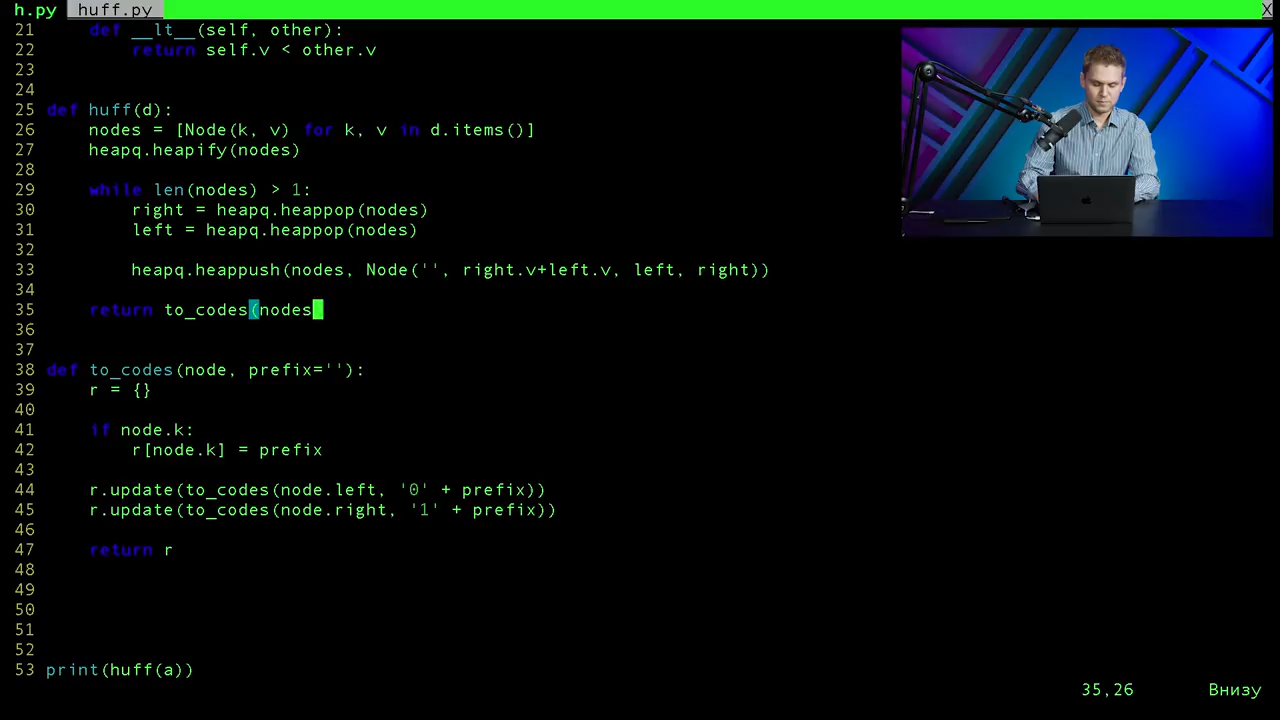 h.py huff.py X
21 def __lt__(self, other):
22 return self.v < other.v
23
24
25 def huff(d):
26 nodes = [Node(k, v) for k, v in d.items()]
27 heapq.heapify(nodes)
28
29 while len(nodes) > 1:
30 right = heapq.heappop(nodes)
31 left = heapq.heappop(nodes)
32
33 heapq.heappush(nodes, Node('', right.v+left.v, left, right))
34
35 return to_codes(nodes
36
37
38 def to_codes(node, prefix=''):
39 r = {}
40
41 if node.k:
42 r[node.k] = prefix
43
44 r.update(to_codes(node.left, '0' + prefix))
45 r.update(to_codes(node.right, '1' + prefix))
46
47 return r
48
49
50
51
52
53 print(huff(a))
35,26 Внизу